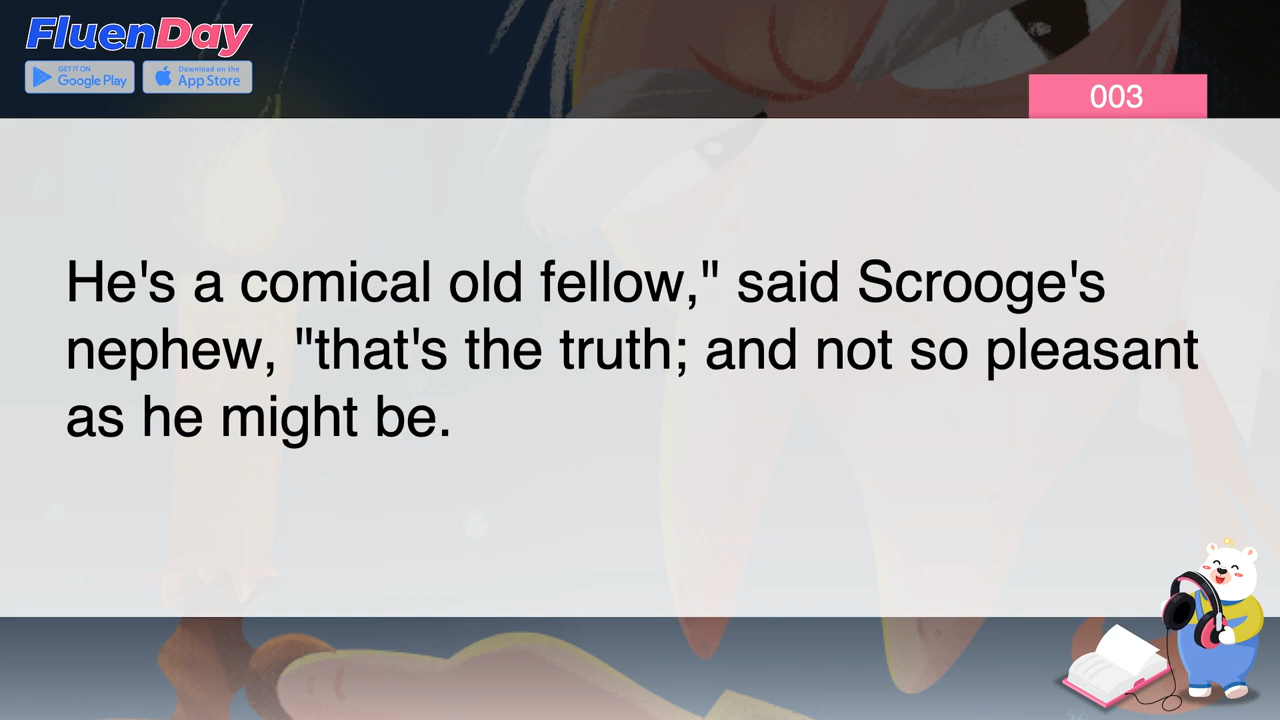 FluenDay
GET IT ON
Google Play
Download on the
App Store
003
He's a comical old fellow," said Scrooge's
nephew, "that's the truth; and not so pleasant
as he might be.